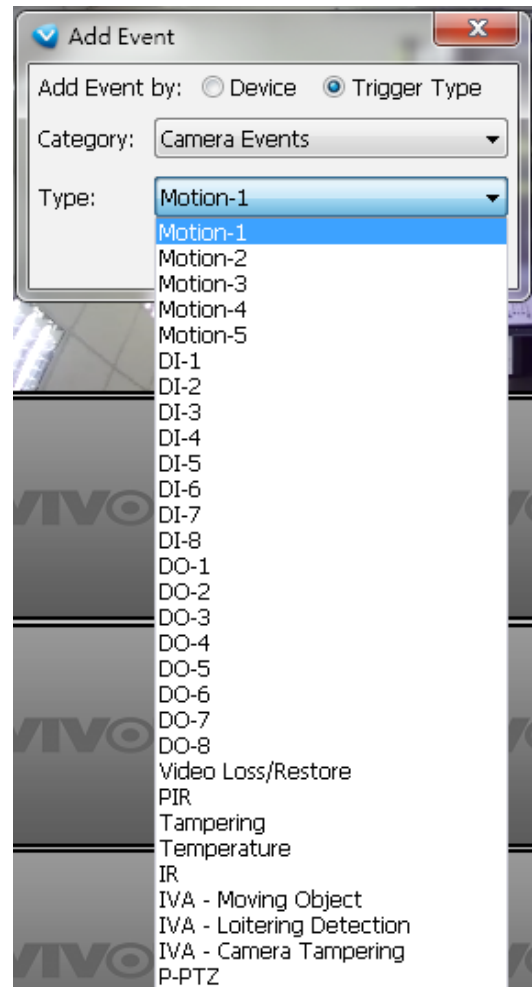 Add Event
Add Event by: Device Trigger Type
Category: Camera Events
Type: Motion-1
Motion-1
Motion-2
Motion-3
Motion-4
Motion-5
DI-1
DI-2
DI-3
DI-4
DI-5
DI-6
DI-7
DI-8
DO-1
DO-2
DO-3
DO-4
DO-5
DO-6
DO-7
DO-8
Video Loss/Restore
PIR
Tampering
Temperature
IR
IVA - Moving Object
IVA - Loitering Detection
IVA - Camera Tampering
P-PTZ